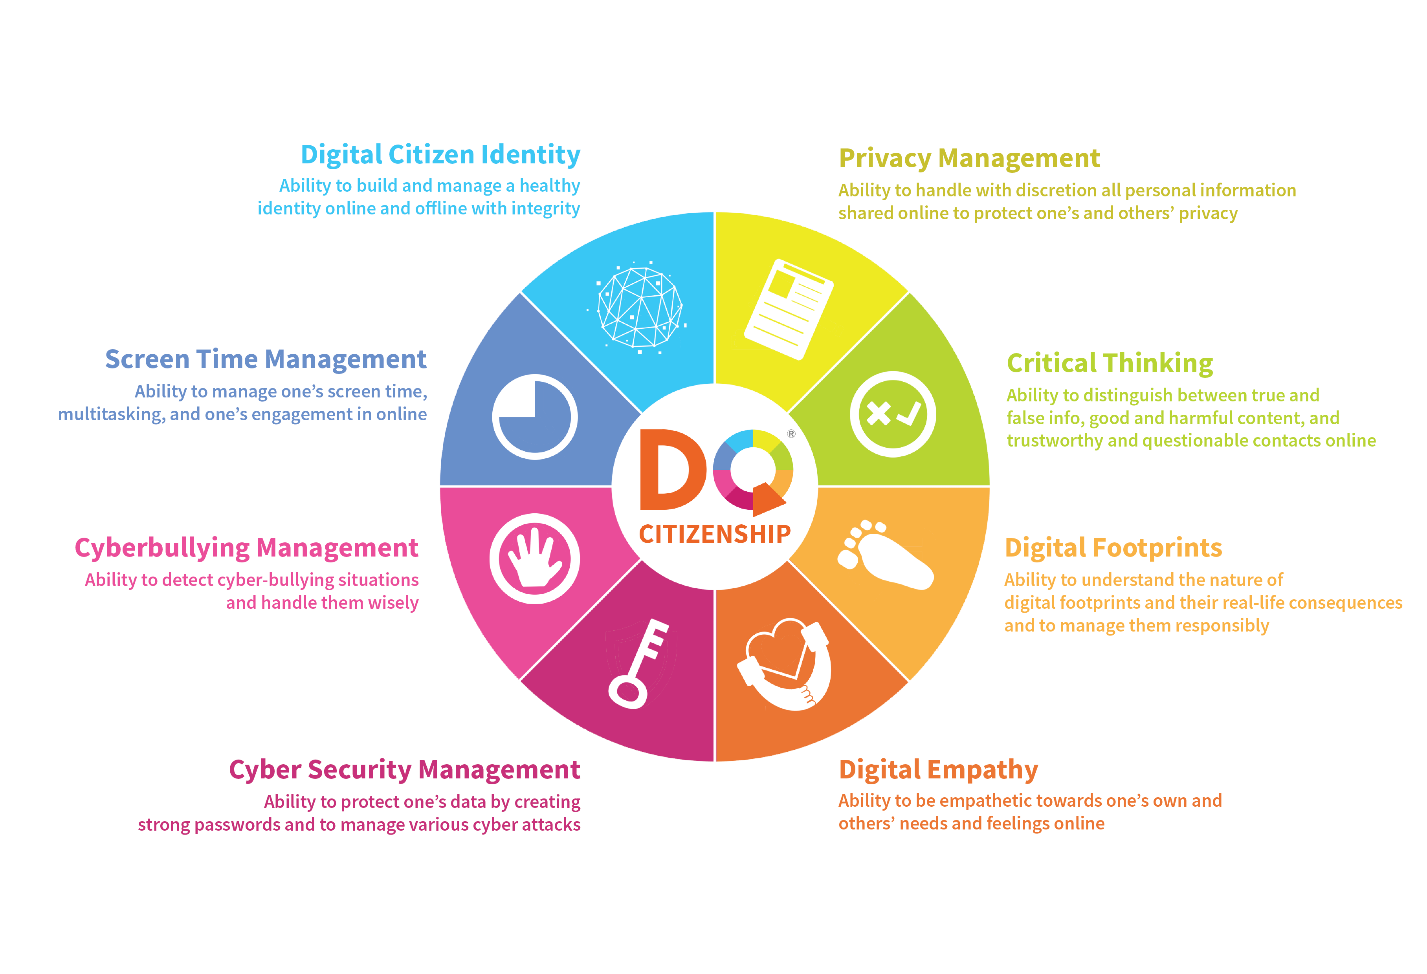 Digital Citizen Identity
Ability to build and manage a healthy
identity online and offline with integrity
Privacy Management
Ability to handle with discretion all personal information
shared online to protect one’s and others’ privacy
Screen Time Management
Ability to manage one’s screen time,
multitasking, and one’s engagement in online
Critical Thinking
Ability to distinguish between true and
false info, good and harmful content, and
trustworthy and questionable contacts online
DQ®
CITIZENSHIP
Cyberbullying Management
Ability to detect cyber-bullying situations
and handle them wisely
Digital Footprints
Ability to understand the nature of
digital footprints and their real-life consequences
and to manage them responsibly
Cyber Security Management
Ability to protect one’s data by creating
strong passwords and to manage various cyber attacks
Digital Empathy
Ability to be empathetic towards one’s own and
others’ needs and feelings online